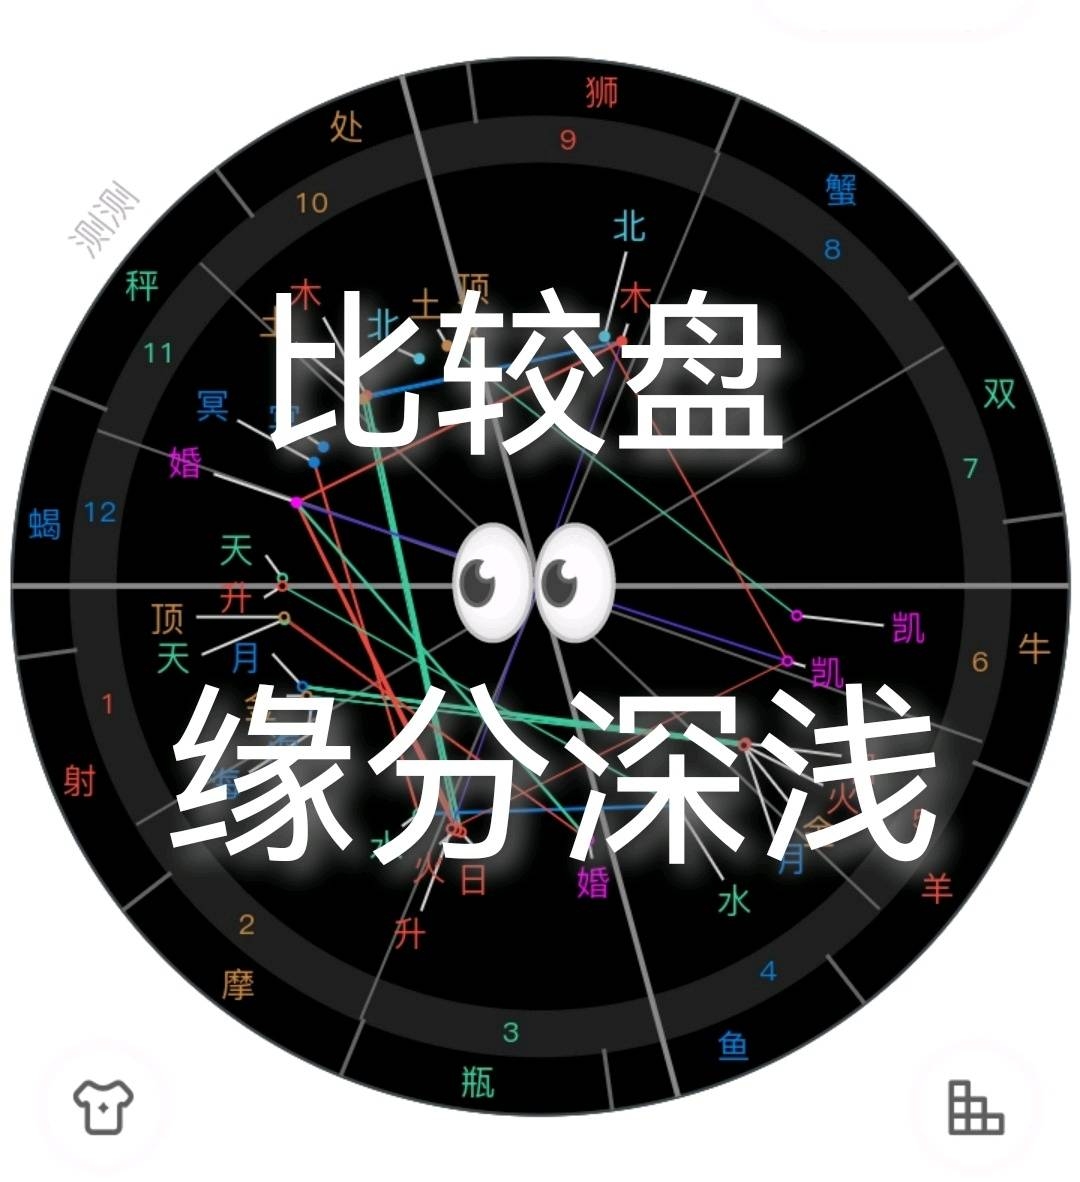 狮
处
9
蟹
10
北
8
测测
秤
木
顶
木
土
北
11
双
冥
婚
7
蝎
12
比较盘
天
升
顶
凯
牛
天
月
6
凯
1
射
缘分深浅
火
金
水
月
火
日
婚
水
羊
升
2
摩
4
3
鱼
瓶